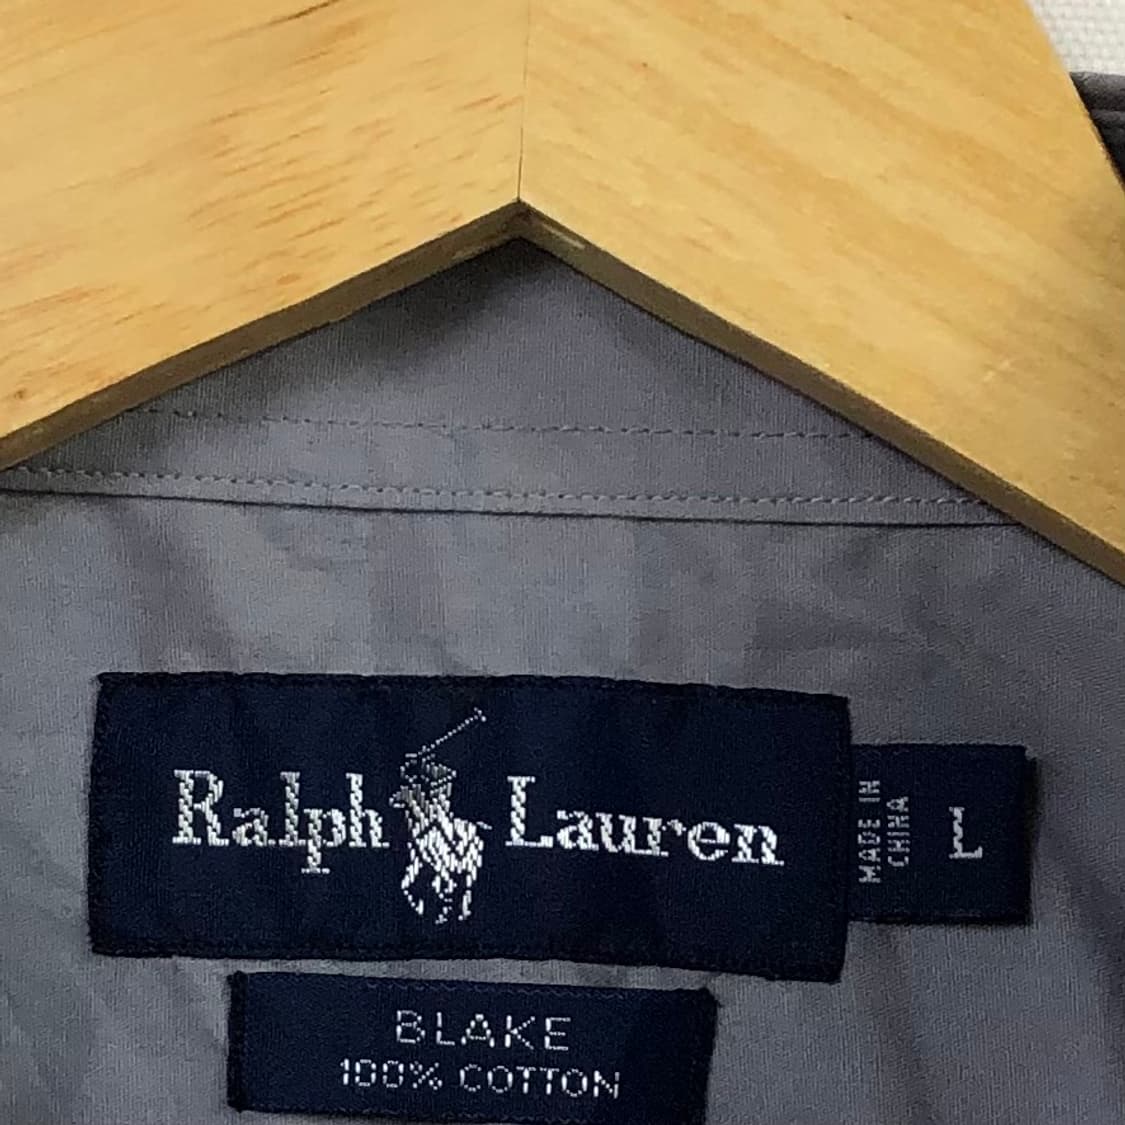 Ralph Lauren
MADE IN
CHINA
L
BLAKE
100% COTTON